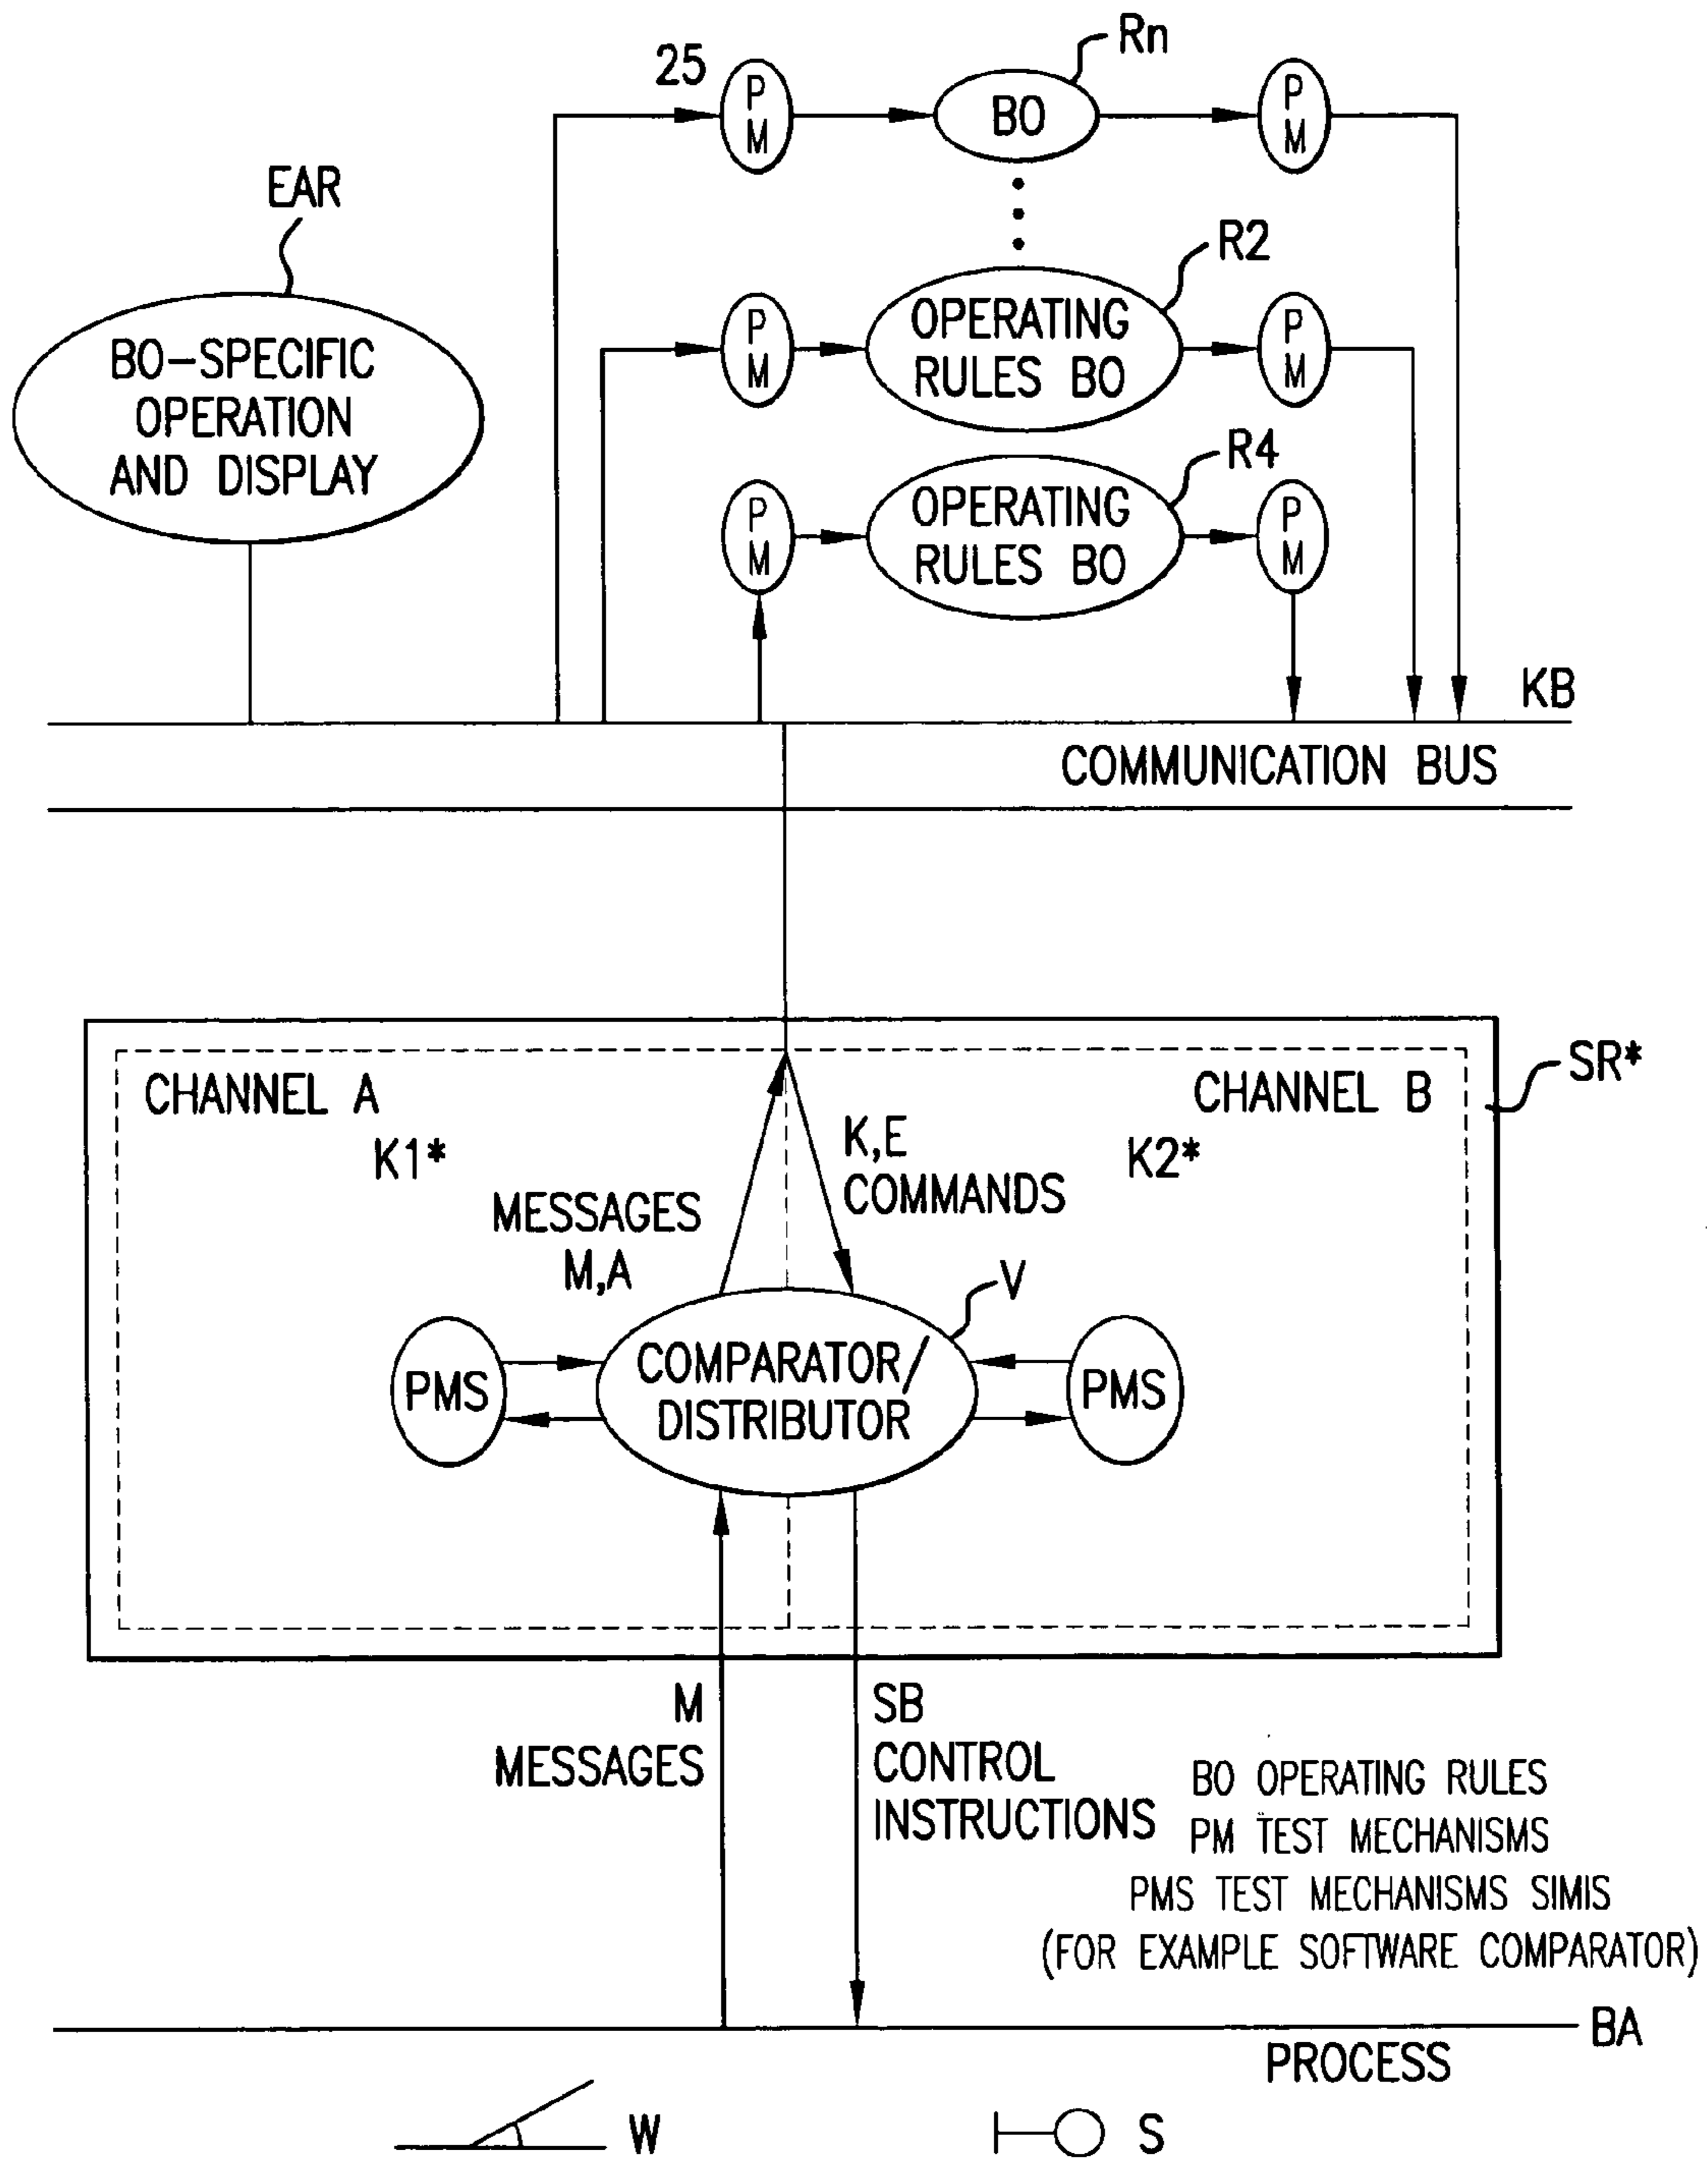 Rn
25
P
M
BO
P
M
EAR
R2
BO-SPECIFIC
OPERATION
AND DISPLAY
P
M
OPERATING
RULES BO
P
M
R4
P
M
OPERATING
RULES BO
P
M
KB
COMMUNICATION BUS
SR*
CHANNEL A
K1*
CHANNEL B
K2*
K,E
COMMANDS
MESSAGES
M,A
V
PMS
COMPARATOR/
DISTRIBUTOR
PMS
M
MESSAGES
SB
CONTROL
INSTRUCTIONS
BO OPERATING RULES
PM TEST MECHANISMS
PMS TEST MECHANISMS SIMIS
(FOR EXAMPLE SOFTWARE COMPARATOR)
BA
PROCESS
W
S